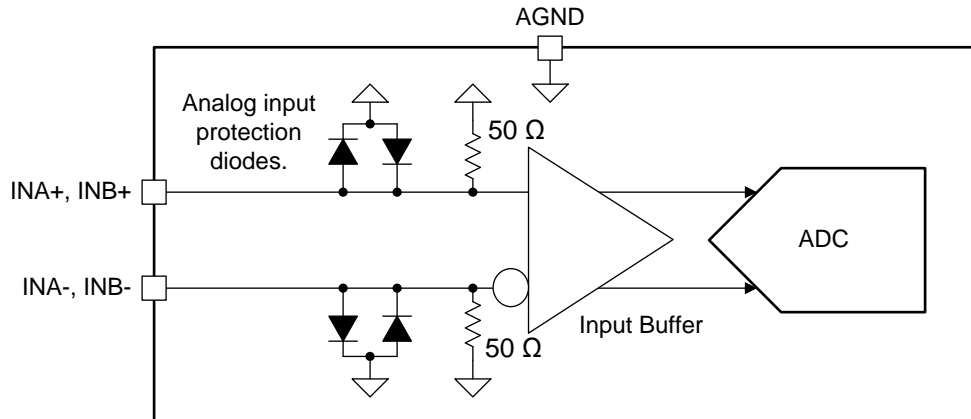 AGND
Analog input
protection
diodes.
50 Ω
INA+, INB+
ADC
INA-, INB-
50 Ω
Input Buffer